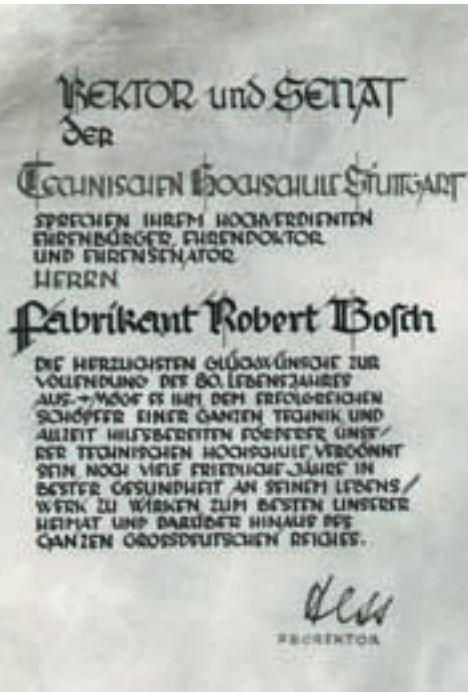 REKTOR und SENAT
DER
TECHNISCHEN HOCHSCHULE STUTTGART
SPRECHEN IHREM HOCHVERDIENTEN
EHRENBÜRGER, EHRENDOKTOR
UND EHRENSENATOR
HERRN
Fabrikant Robert Bosch
DIE HERZLICHSTEN GLÜCKWÜNSCHE ZUR
VOLLENDUNG DES 80. LEBENSJAHRES
AUS. + MÖGE ES IHM DEM ERFOLGREICHEN
SCHÖPFER EINER GANZEN TECHNIK UND
ALLZEIT HILFSBEREITEN FÖRDERER UNSE/
RER TECHNISCHEN HOCHSCHULE, VERGÖNNT
SEIN, NOCH VIELE FRIEDLICHE JAHRE IN
BESTER GESUNDHEIT AN SEINEM LEBENS/
WERK ZU WIRKEN ZUM BESTEN UNSERER
HEIMAT UND DARÜBER HINAUS DES
GANZEN GROSSDEUTSCHEN REICHES.
PROREKTOR